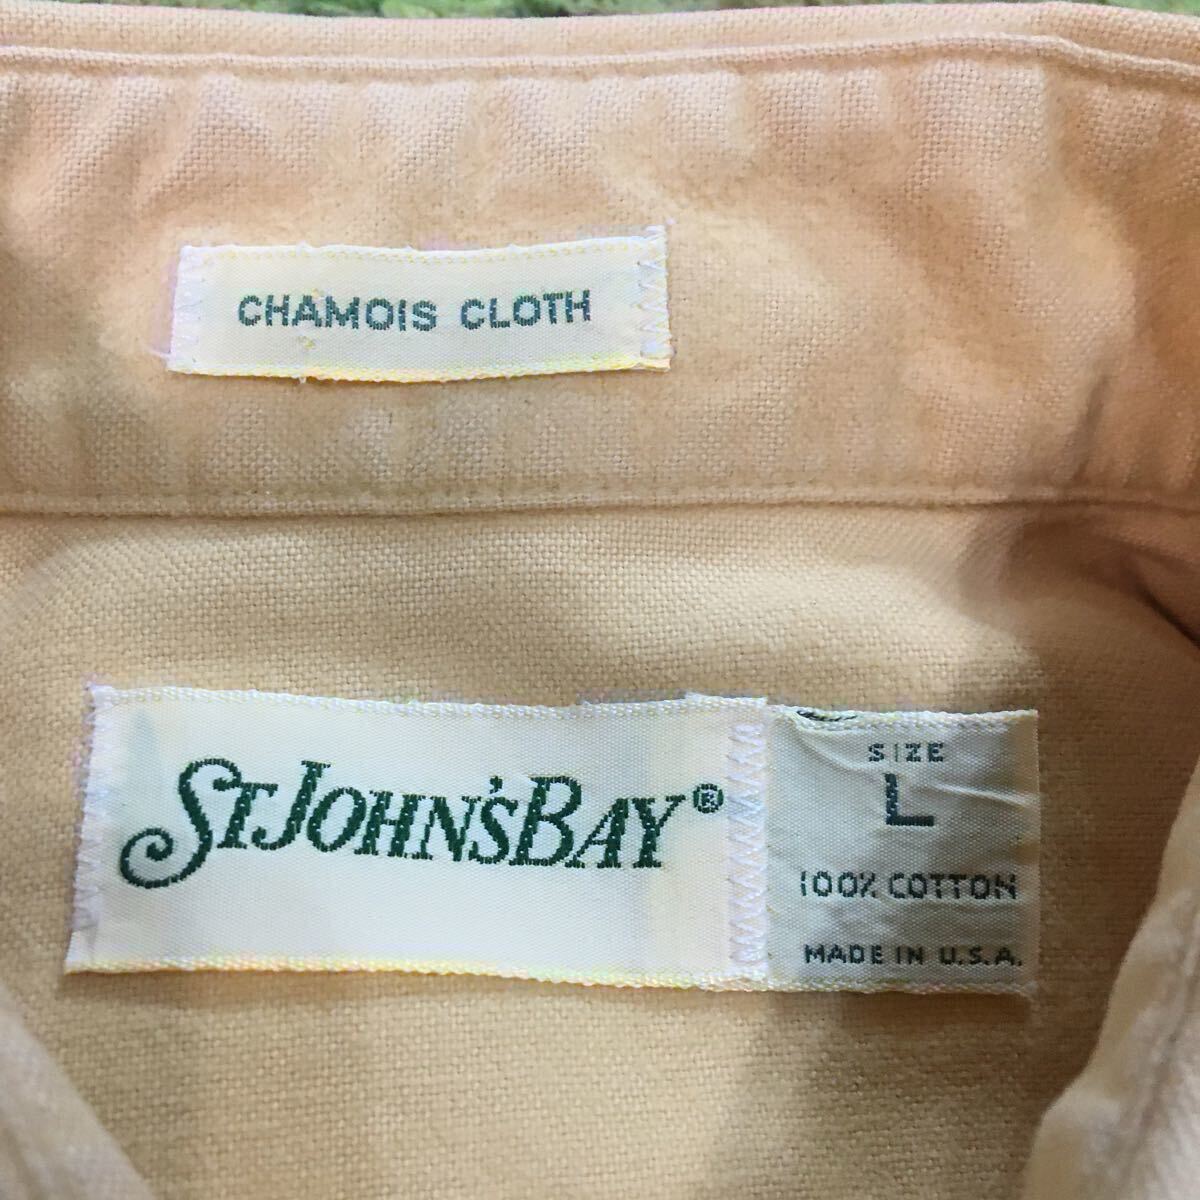 CHAMOIS CLOTH
ST JOHN'S BAY®
SIZE
L
100% COTTON
MADE IN U.S.A.